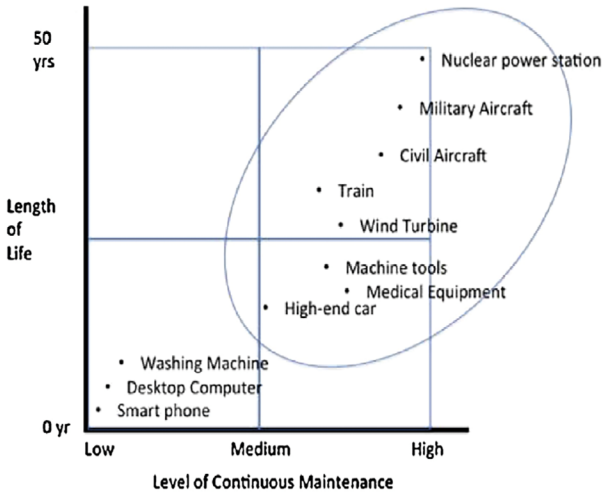 50
yrs
Nuclear power station
Military Aircraft
Civil Aircraft
Train
Length
of
Life
Wind Turbine
Machine tools
Medical Equipment
High-end car
Washing Machine
Desktop Computer
Smart phone
0 yr
Low
Medium
High
Level of Continuous Maintenance